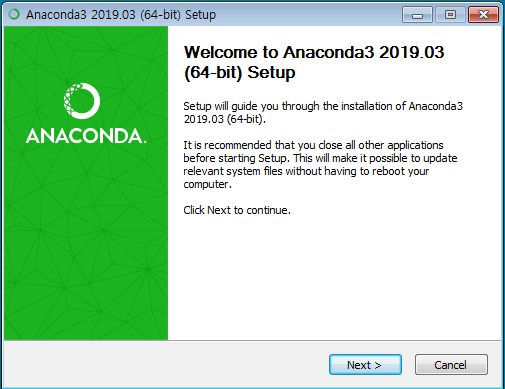 Anaconda3 2019.03 (64-bit) Setup
ANACONDA.
Welcome to Anaconda3 2019.03
(64-bit) Setup
Setup will guide you through the installation of Anaconda3
2019.03 (64-bit).
It is recommended that you close all other applications
before starting Setup. This will make it possible to update
relevant system files without having to reboot your
computer.
Click Next to continue.
Next >
Cancel